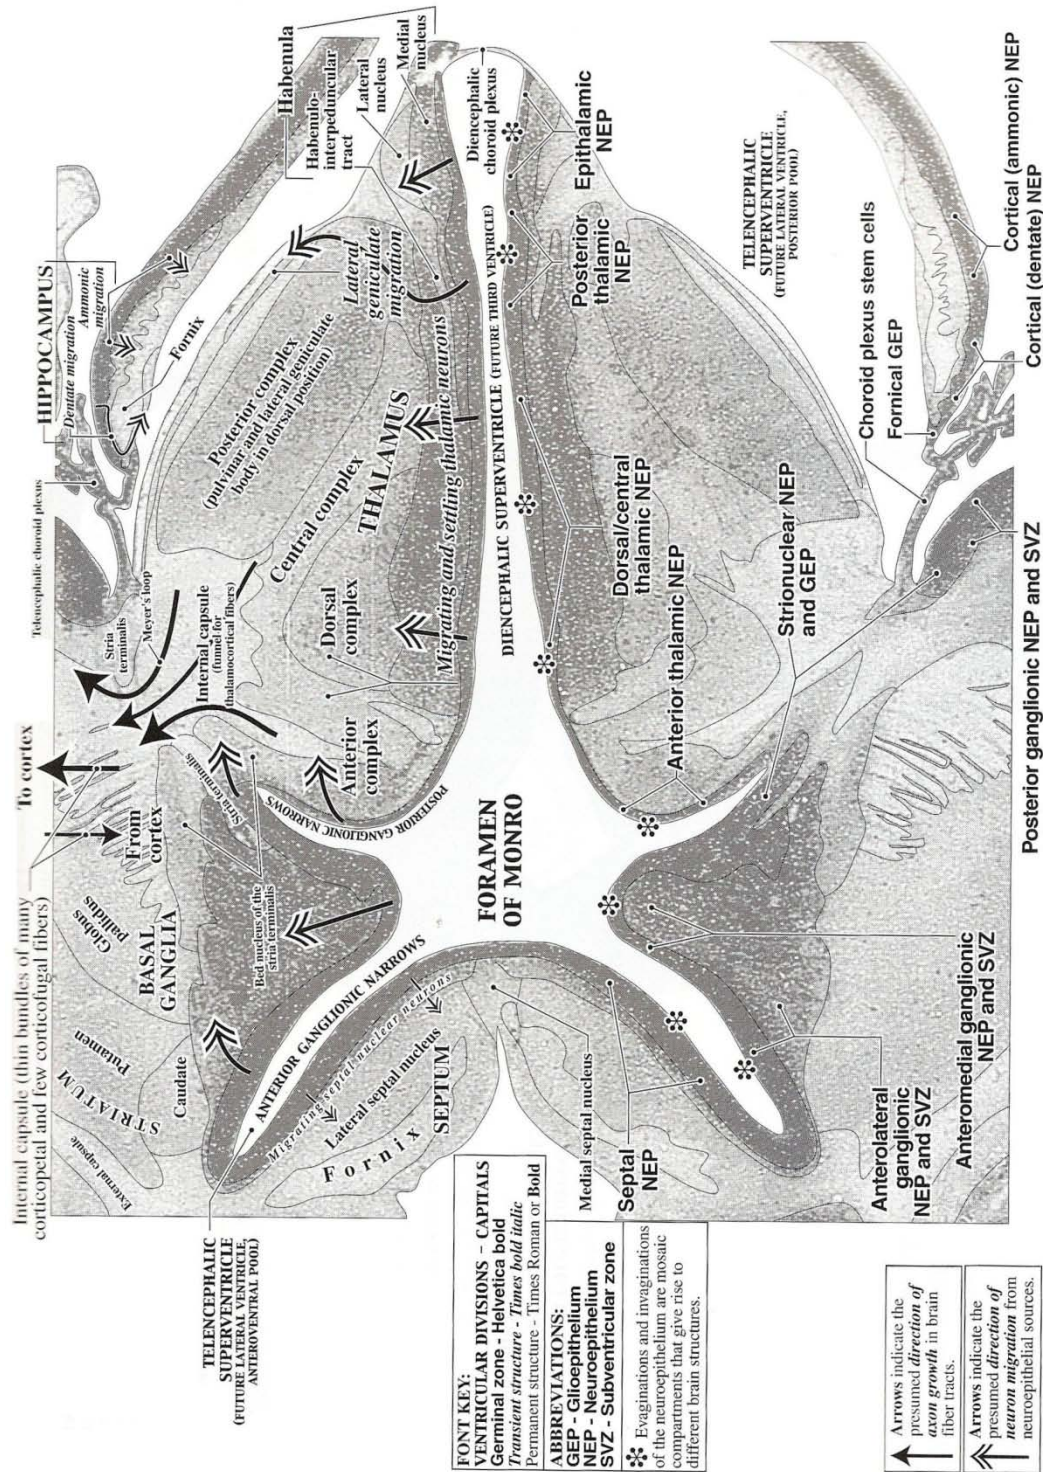 Internal capsule (thin bundles of many
corticopetal and few corticofugal fibers)
To cortex
From
cortex
External capsule
STRIATUM
Putamen
Globus
pallidus
BASAL
GANGLIA
Caudate
Bed nucleus of the
stria terminalis
Stria terminalis
Internal capsule
(funnel for
thalamocortical fibers)
Stria
terminalis
Meyer's loop
Telencephalic choroid plexus
HIPPOCAMPUS
Dentate migration
Ammonic
migration
Fornix
Habenula
Habenulo-
interpeduncular
tract
Lateral
nucleus
Medial
nucleus
TELENCEPHALIC
SUPERVENTRICLE
(FUTURE LATERAL VENTRICLE,
ANTEROVENTRAL POOL)
ANTERIOR GANGLIONIC NARROWS
POSTERIOR GANGLIONIC NARROWS
Anterior
complex
Dorsal
complex
Central complex
THALAMUS
Posterior complex
(pulvinar and lateral geniculate
body in dorsal position)
Lateral
geniculate
migration
Migrating and settling thalamic neurons
Migrating septal nuclear neurons
Lateral septal nucleus
SEPTUM
Fornix
FORAMEN
OF MONRO
DIENCEPHALIC SUPERVENTRICLE (FUTURE THIRD VENTRICLE)
Diencephalic
choroid plexus
Medial septal nucleus
Septal
NEP
Anterolateral
ganglionic
NEP and SVZ
Anteromedial ganglionic
NEP and SVZ
Anterior thalamic NEP
Strionuclear NEP
and GEP
Dorsal/central
thalamic NEP
Posterior
thalamic
NEP
Epithalamic
NEP
TELENCEPHALIC
SUPERVENTRICLE
(FUTURE LATERAL VENTRICLE,
POSTERIOR POOL)
Choroid plexus stem cells
Fornical GEP
Cortical (dentate) NEP
Cortical (ammonic) NEP
Posterior ganglionic NEP and SVZ
FONT KEY:
VENTRICULAR DIVISIONS – CAPITALS
Germinal zone - Helvetica bold
Transient structure - Times bold italic
Permanent structure - Times Roman or Bold
ABBREVIATIONS:
GEP - Glioepithelium
NEP - Neuroepithelium
SVZ - Subventricular zone
Evaginations and invaginations
of the neuroepithelium are mosaic
compartments that give rise to
different brain structures.
Arrows indicate the
presumed direction of
axon growth in brain
fiber tracts.
Arrows indicate the
presumed direction of
neuron migration from
neuroepithelial sources.